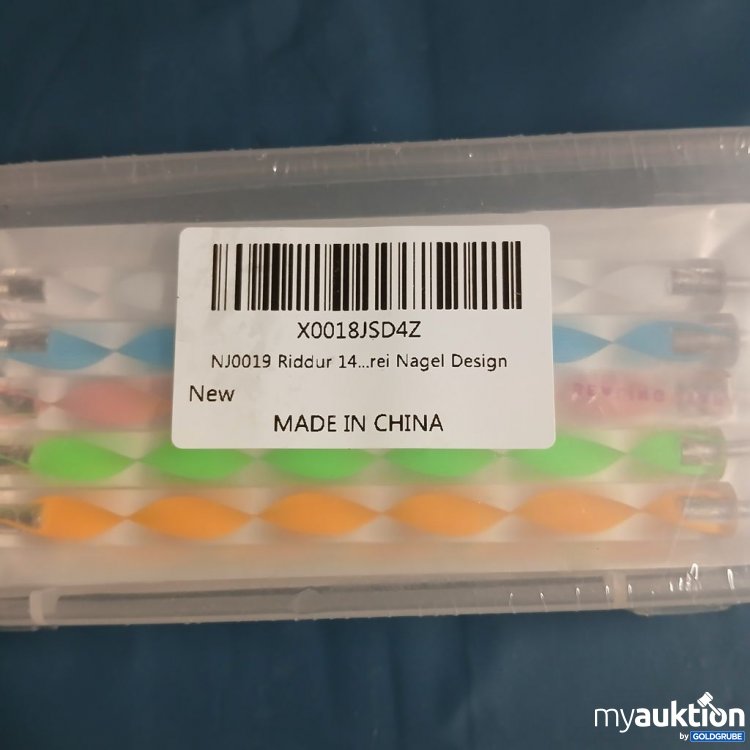 X0018JSD4Z
NJ0019 Riddur 14...rei Nagel Design
New
MADE IN CHINA
myauktion
by GOLDGRUBE